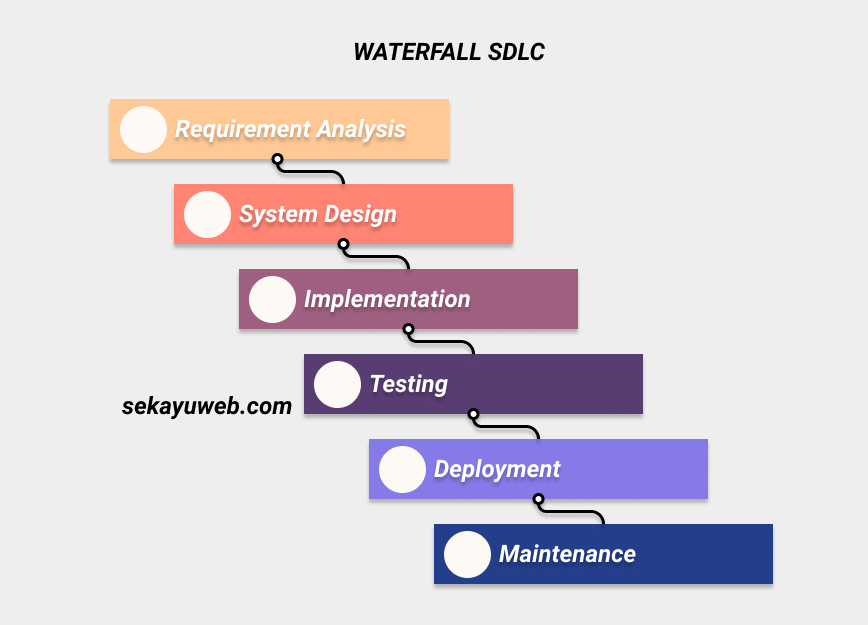 WATERFALL SDLC
Requirement Analysis
System Design
Implementation
Testing
sekayuweb.com
Deployment
Maintenance